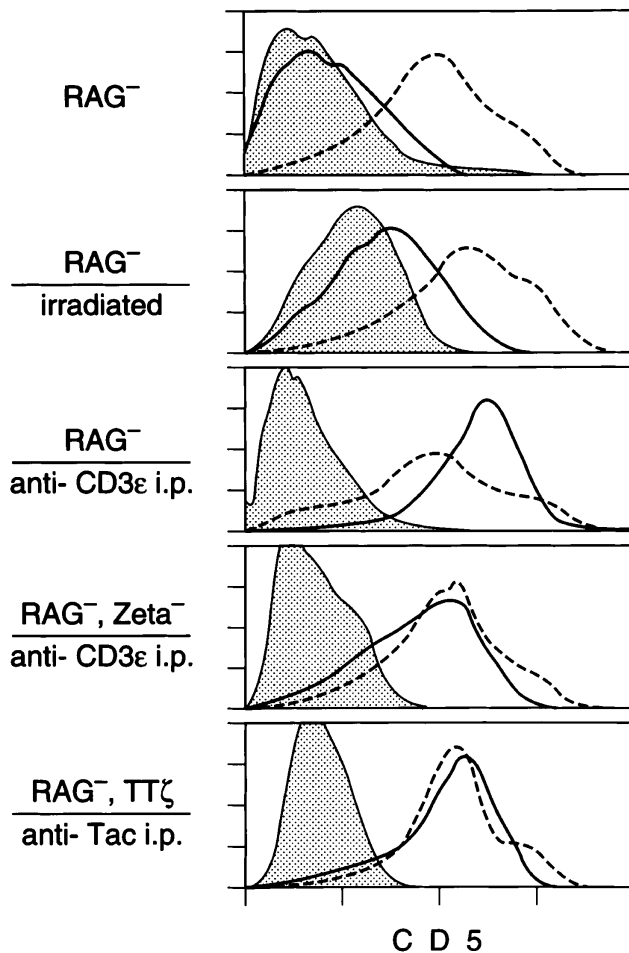 RAG⁻
RAG⁻
irradiated
RAG⁻
anti- CD3ε i.p.
RAG⁻, Zeta⁻
anti- CD3ε i.p.
RAG⁻, TTζ
anti- Tac i.p.
C D 5